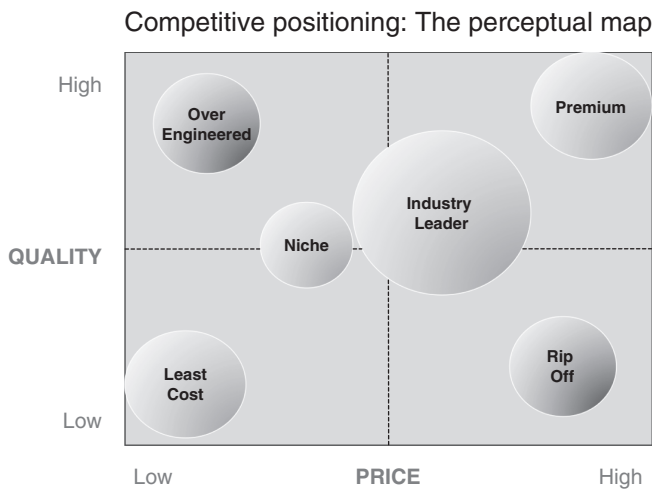 Competitive positioning: The perceptual map
High
Over
Engineered
Premium
Industry
Leader
QUALITY
Niche
Least
Cost
Rip
Off
Low
Low
PRICE
High